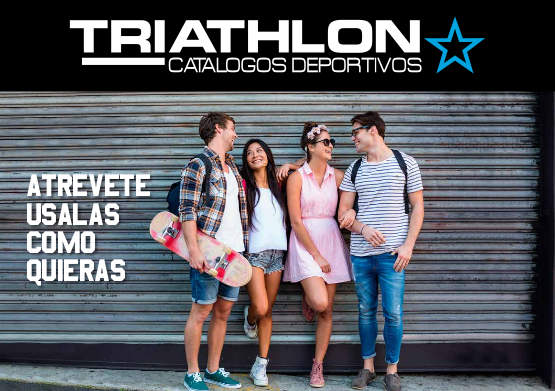 TRIATHLON
CATALOGOS DEPORTIVOS
ATREVETE
USALAS
COMO
QUIERAS